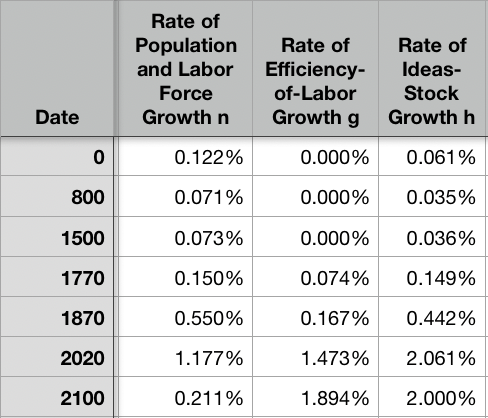 Date Rate of Population and Labor Force Growth n Rate of Efficiency-of-Labor Growth g Rate of Ideas-Stock Growth h
0 0.122% 0.000% 0.061%
800 0.071% 0.000% 0.035%
1500 0.073% 0.000% 0.036%
1770 0.150% 0.074% 0.149%
1870 0.550% 0.167% 0.442%
2020 1.177% 1.473% 2.061%
2100 0.211% 1.894% 2.000%